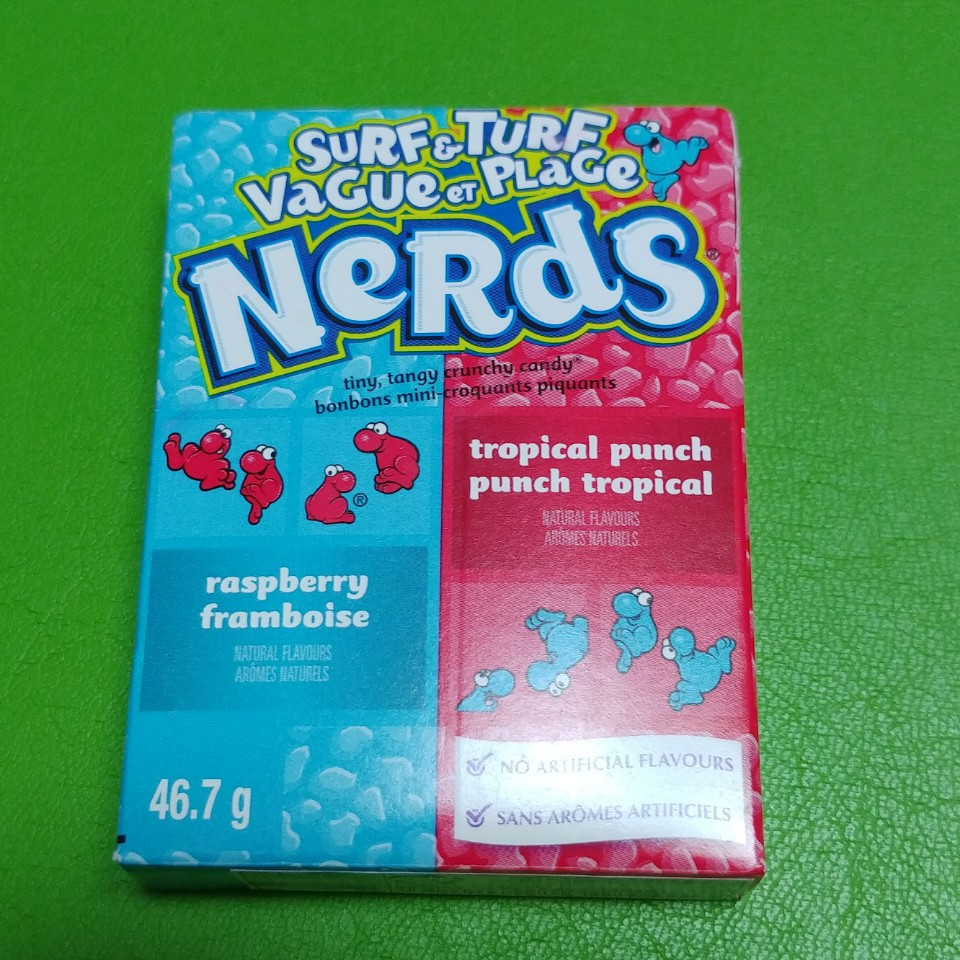 SURF & TURF
VaGUe eT PLaGe
NeRdS®
tiny, tangy crunchy candy®
bonbons mini-croquants piquants
®
tropical punch
punch tropical
NATURAL FLAVOURS
ARÔMES NATURELS
raspberry
framboise
NATURAL FLAVOURS
ARÔMES NATURELS
46.7 g
NO ARTIFICIAL FLAVOURS
SANS ARÔMES ARTIFICIELS